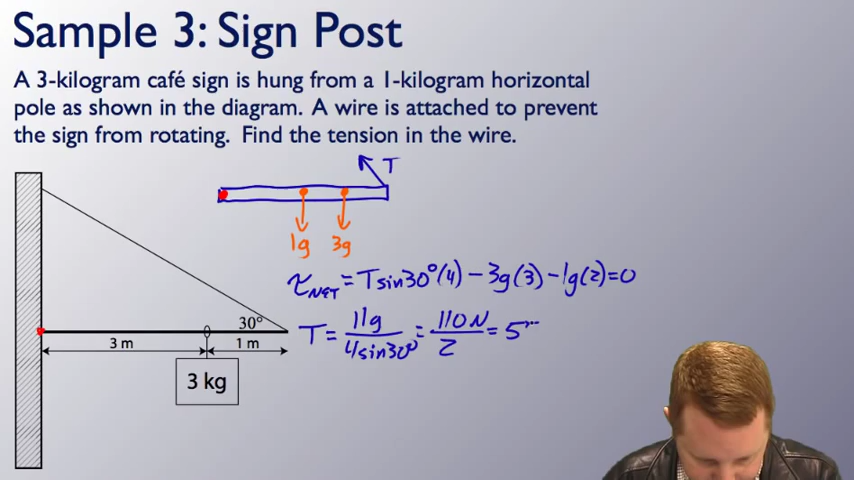 Sample 3: Sign Post
A 3-kilogram café sign is hung from a 1-kilogram horizontal
pole as shown in the diagram. A wire is attached to prevent
the sign from rotating. Find the tension in the wire.
T
1g 3g
τNET = Tsin30°(4) − 3g(3) − 1g(2) = 0
30°
T = 11g / 4sin30° = 110N / 2 = 5
3 m 1 m
3 kg